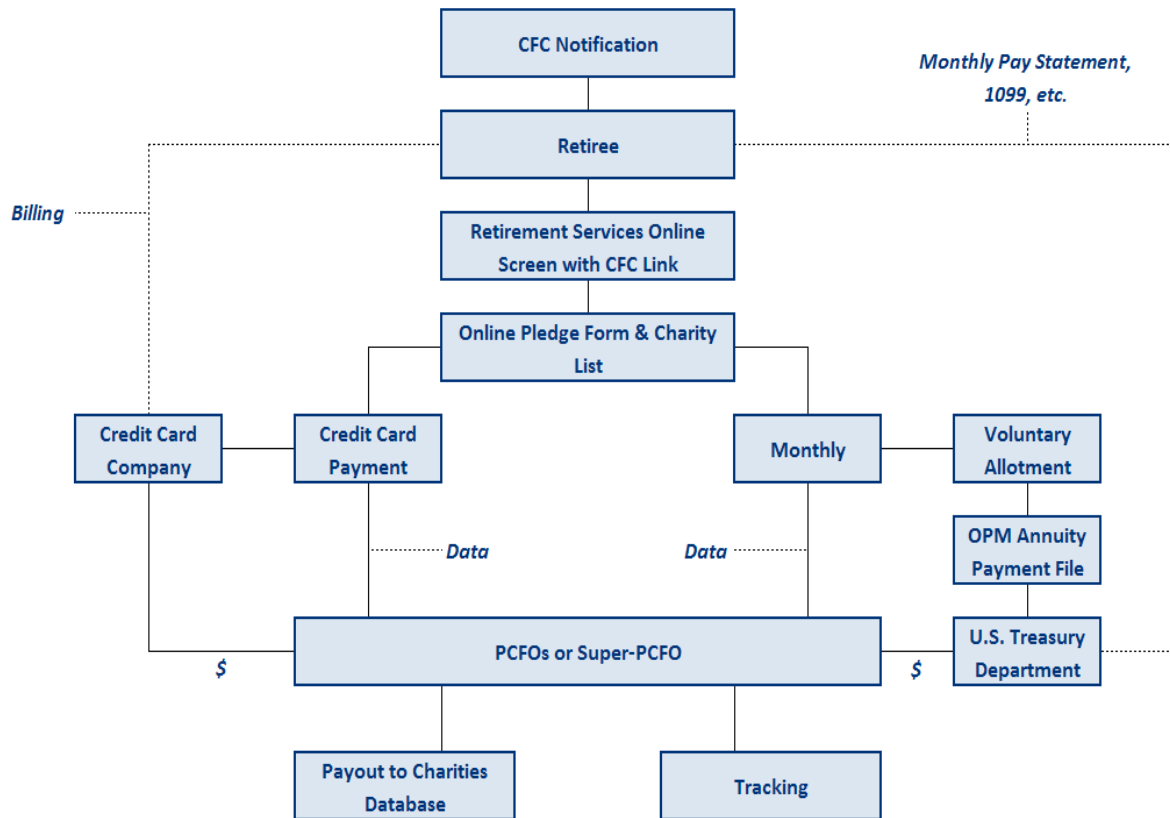 CFC Notification
Monthly Pay Statement,
1099, etc.
Retiree
Billing
Retirement Services Online
Screen with CFC Link
Online Pledge Form & Charity
List
Credit Card
Company
Credit Card
Payment
Monthly
Voluntary
Allotment
Data
Data
OPM Annuity
Payment File
PCFOs or Super-PCFO
U.S. Treasury
Department
$
$
Payout to Charities
Database
Tracking